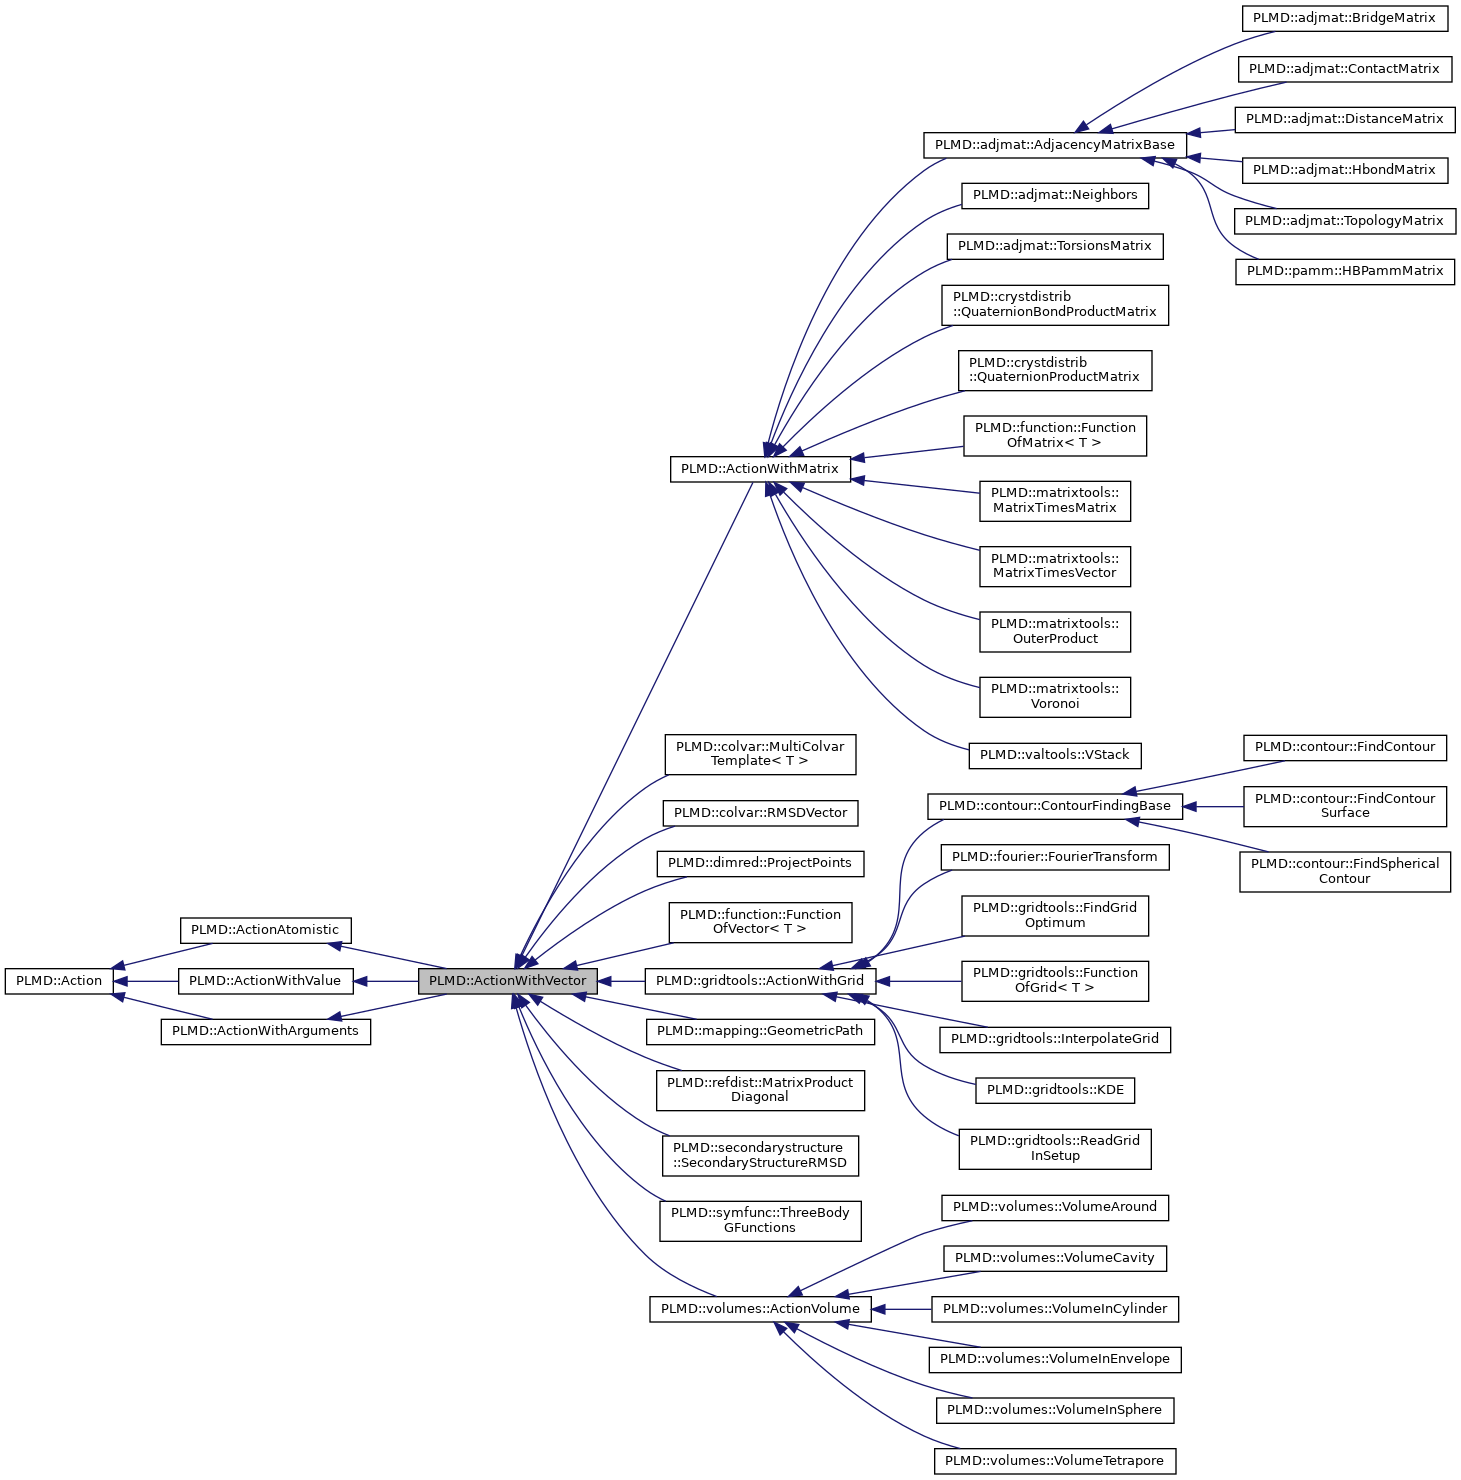 PLMD::adjmat::BridgeMatrix
PLMD::adjmat::ContactMatrix
PLMD::adjmat::DistanceMatrix
PLMD::adjmat::AdjacencyMatrixBase
PLMD::adjmat::HbondMatrix
PLMD::adjmat::Neighbors
PLMD::adjmat::TopologyMatrix
PLMD::adjmat::TorsionsMatrix
PLMD::pamm::HBPammMatrix
PLMD::crystdistrib
::QuaternionBondProductMatrix
PLMD::crystdistrib
::QuaternionProductMatrix
PLMD::function::Function
OfMatrix< T >
PLMD::ActionWithMatrix
PLMD::matrixtools::
MatrixTimesMatrix
PLMD::matrixtools::
MatrixTimesVector
PLMD::matrixtools::
OuterProduct
PLMD::matrixtools::
Voronoi
PLMD::valtools::VStack
PLMD::colvar::MultiColvar
Template< T >
PLMD::contour::FindContour
PLMD::colvar::RMSDVector
PLMD::contour::ContourFindingBase
PLMD::contour::FindContour
Surface
PLMD::dimred::ProjectPoints
PLMD::fourier::FourierTransform
PLMD::contour::FindSpherical
Contour
PLMD::function::Function
OfVector< T >
PLMD::gridtools::FindGrid
Optimum
PLMD::ActionAtomistic
PLMD::Action
PLMD::ActionWithValue
PLMD::ActionWithVector
PLMD::gridtools::ActionWithGrid
PLMD::gridtools::Function
OfGrid< T >
PLMD::ActionWithArguments
PLMD::mapping::GeometricPath
PLMD::gridtools::InterpolateGrid
PLMD::refdist::MatrixProduct
Diagonal
PLMD::gridtools::KDE
PLMD::secondarystructure
::SecondaryStructureRMSD
PLMD::gridtools::ReadGrid
InSetup
PLMD::symfunc::ThreeBody
GFunctions
PLMD::volumes::VolumeAround
PLMD::volumes::VolumeCavity
PLMD::volumes::ActionVolume
PLMD::volumes::VolumeInCylinder
PLMD::volumes::VolumeInEnvelope
PLMD::volumes::VolumeInSphere
PLMD::volumes::VolumeTetrapore